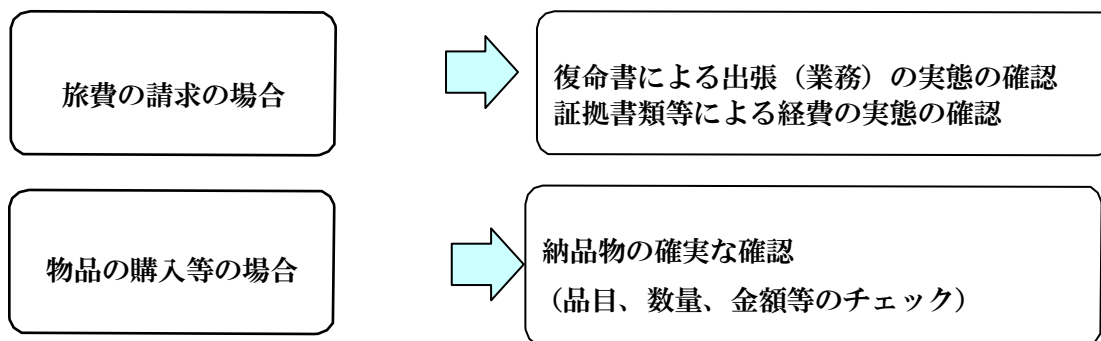 旅費の請求の場合
復命書による出張（業務）の実態の確認
証拠書類等による経費の実態の確認
物品の購入等の場合
納品物の確実な確認
（品目、数量、金額等のチェック）